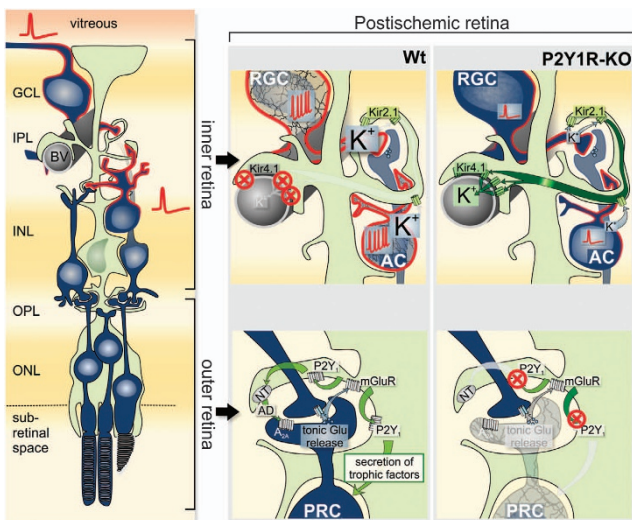 vitreous
GCL
IPL
BV
INL
OPL
ONL
sub-
retinal
space
inner retina
outer retina
Postischemic retina
Wt
P2Y1R-KO
RGC
Kir2.1
K+
Kir4.1
K+
K+
AC
RGC
Kir2.1
K+
Kir4.1
K+
K+
AC
P2Y1
mGluR
NT
AD
A2A
tonic Glu
release
P2Y1
secretion of
trophic factors
PRC
P2Y1
mGluR
NT
tonic Glu
release
P2Y1
PRC